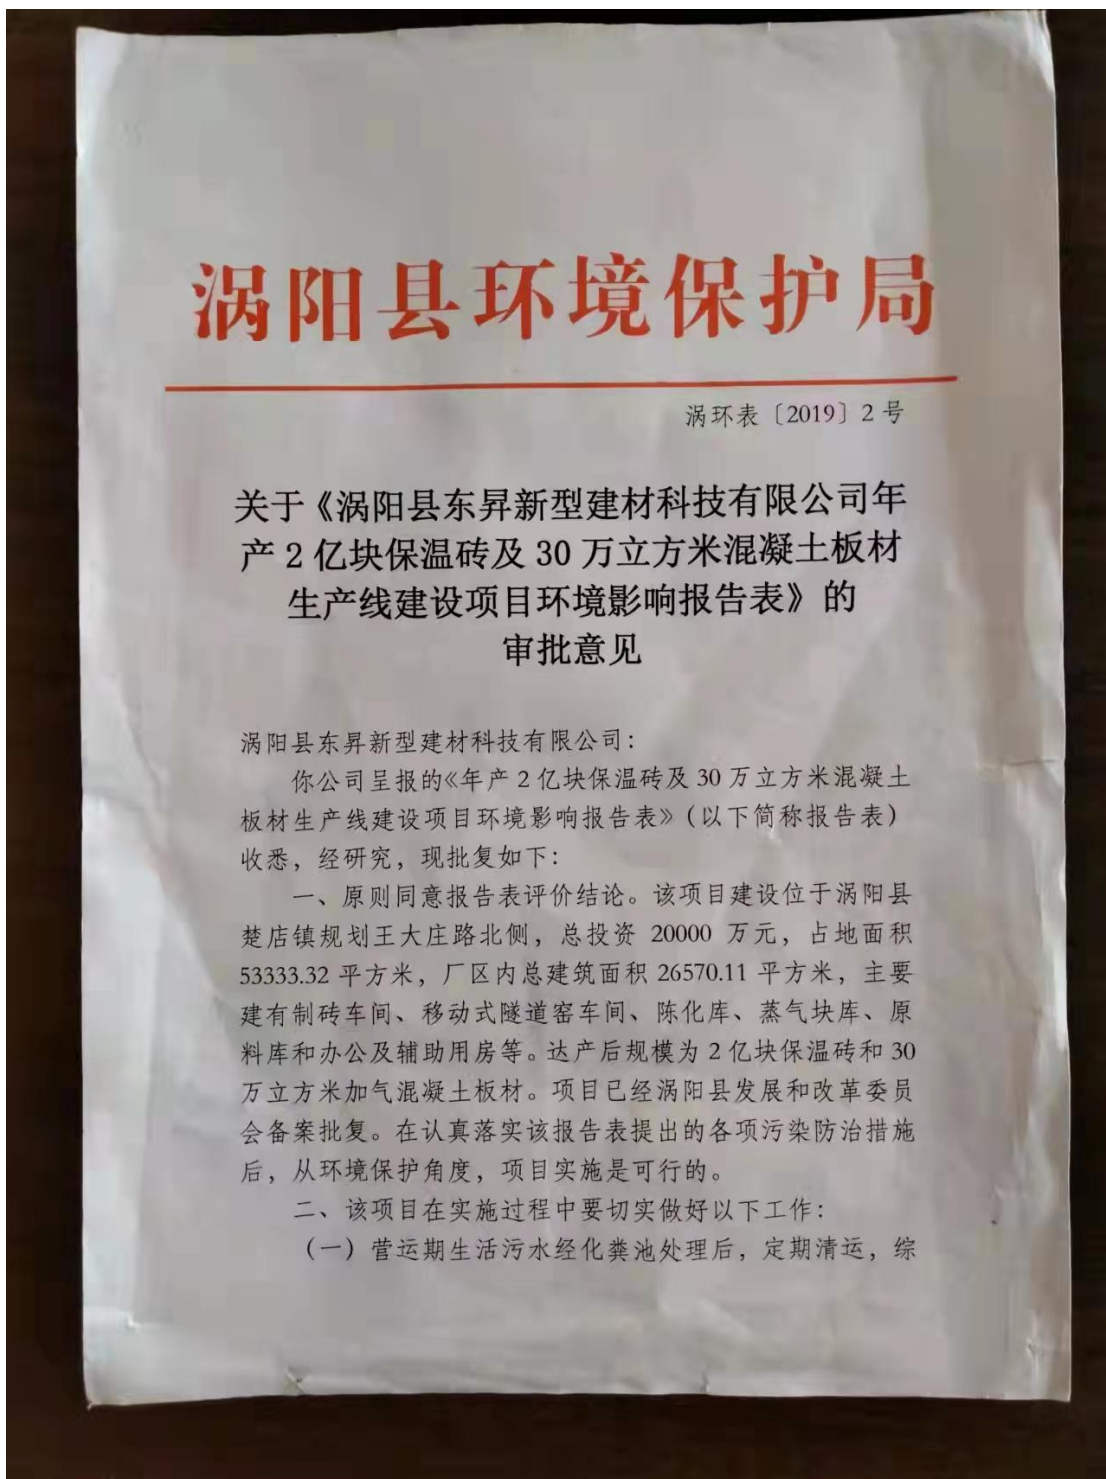 涡阳县环境保护局
涡环表〔2019〕2号
关于《涡阳县东昇新型建材科技有限公司年
产2亿块保温砖及30万立方米混凝土板材
生产线建设项目环境影响报告表》的
审批意见
涡阳县东昇新型建材科技有限公司：
你公司呈报的《年产2亿块保温砖及30万立方米混凝土
板材生产线建设项目环境影响报告表》（以下简称报告表）
收悉，经研究，现批复如下：
一、原则同意报告表评价结论。该项目建设位于涡阳县
楚店镇规划王大庄路北侧，总投资20000万元，占地面积
53333.32平方米，厂区内总建筑面积26570.11平方米，主要
建有制砖车间、移动式隧道窑车间、陈化库、蒸气块库、原
料库和办公及辅助用房等。达产后规模为2亿块保温砖和30
万立方米加气混凝土板材。项目已经涡阳县发展和改革委员
会备案批复。在认真落实该报告表提出的各项污染防治措施
后，从环境保护角度，项目实施是可行的。
二、该项目在实施过程中要切实做好以下工作：
（一）营运期生活污水经化粪池处理后，定期清运，综